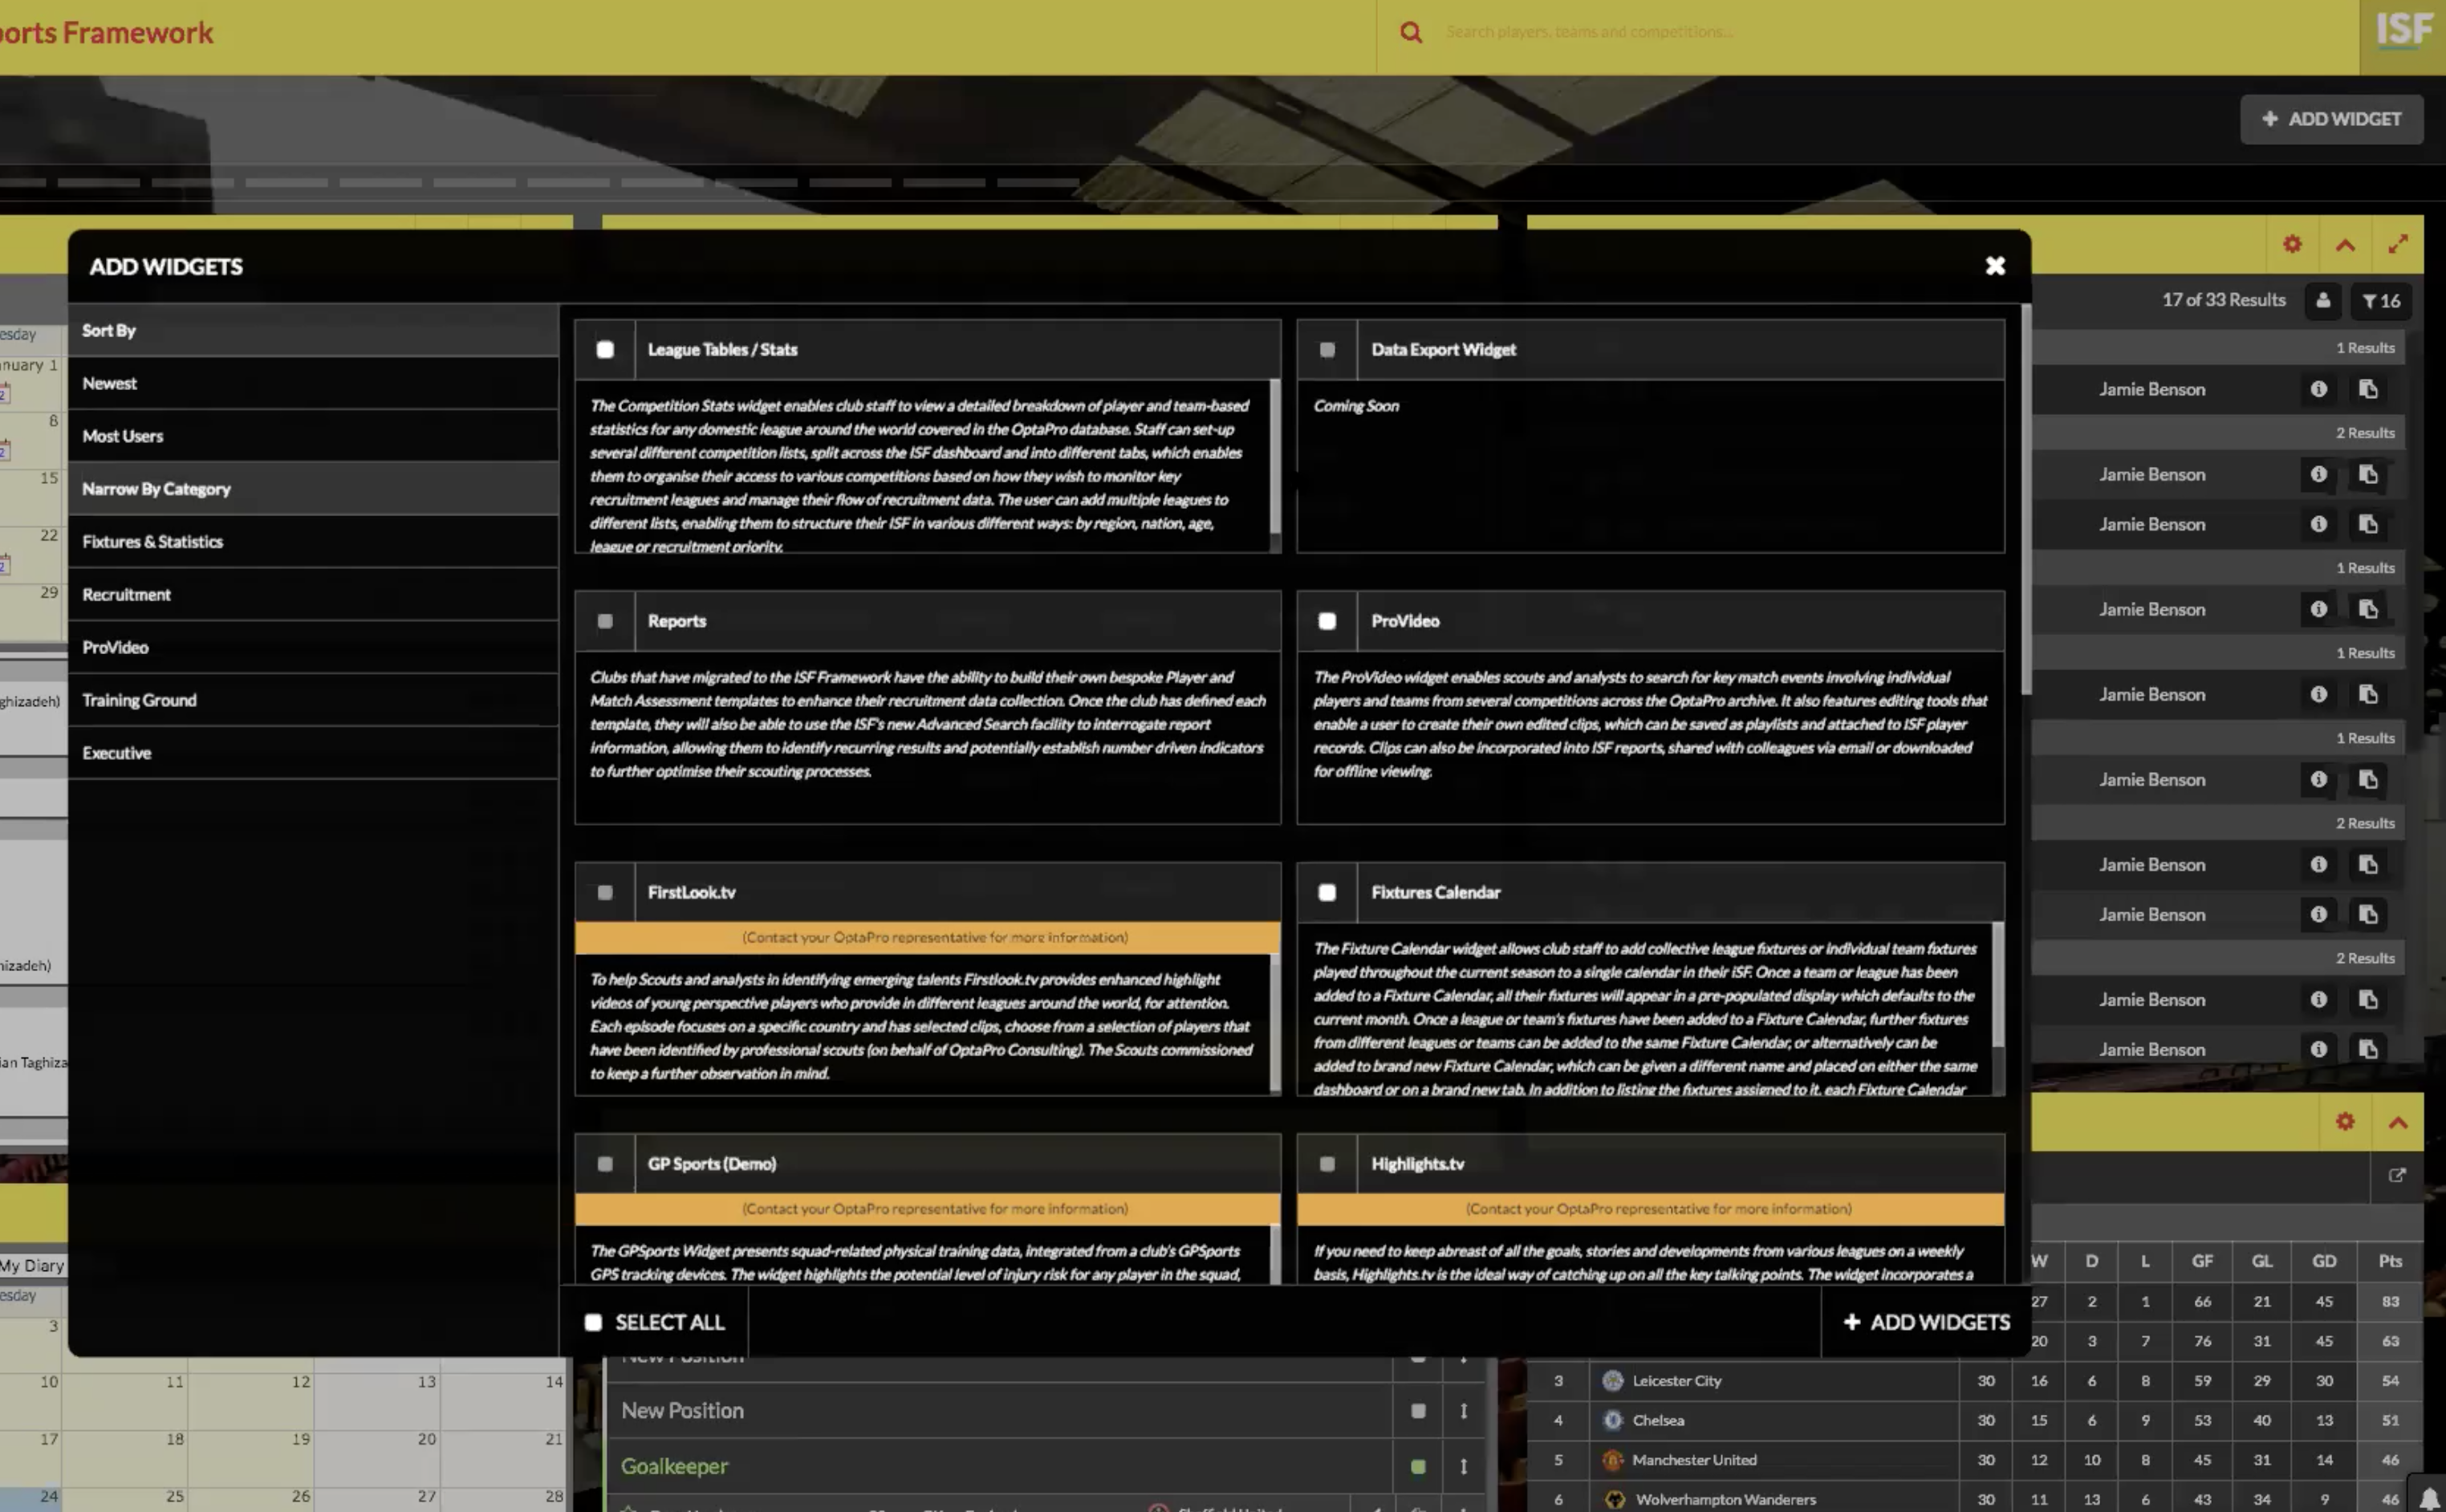 orts Framework
Search players, teams and competitions...
ISF
ADD WIDGET
ADD WIDGETS
17 of 33 Results
16
Sort By
Newest
Most Users
Narrow By Category
Fixtures & Statistics
Recruitment
ProVideo
Training Ground
Executive
League Tables / Stats
The Competition Stats widget enables club staff to view a detailed breakdown of player and team-based
statistics for any domestic league around the world covered in the OptaPro database. Staff can set-up
several different competition lists, split across the ISF dashboard and into different tabs, which enables
them to organise their access to various competitions based on how they wish to monitor key
recruitment leagues and manage their flow of recruitment data. The user can add multiple leagues to
different lists, enabling them to structure their ISF in various different ways: by region, nation, age,
league or recruitment priority.
Data Export Widget
Coming Soon
Reports
Clubs that have migrated to the ISF Framework have the ability to build their own bespoke Player and
Match Assessment templates to enhance their recruitment data collection. Once the club has defined each
template, they will also be able to use the ISF's new Advanced Search facility to interrogate report
information, allowing them to identify recurring results and potentially establish number driven indicators
to further optimise their scouting processes.
ProVideo
The ProVideo widget enables scouts and analysts to search for key match events involving individual
players and teams from several competitions across the OptaPro archive. It also features editing tools that
enable a user to create their own edited clips, which can be saved as playlists and attached to ISF player
records. Clips can also be incorporated into ISF reports, shared with colleagues via email or downloaded
for offline viewing.
FirstLook.tv
(Contact your OptaPro representative for more information)
To help Scouts and analysts in identifying emerging talents Firstlook.tv provides enhanced highlight
videos of young perspective players who provide in different leagues around the world, for attention.
Each episode focuses on a specific country and has selected clips, choose from a selection of players that
have been identified by professional scouts (on behalf of OptaPro Consulting). The Scouts commissioned
to keep a further observation in mind.
Fixtures Calendar
The Fixture Calendar widget allows club staff to add collective league fixtures or individual team fixtures
played throughout the current season to a single calendar in their ISF. Once a team or league has been
added to a Fixture Calendar, all their fixtures will appear in a pre-populated display which defaults to the
current month. Once a league or team's fixtures have been added to a Fixture Calendar, further fixtures
from different leagues or teams can be added to the same Fixture Calendar, or alternatively can be
added to brand new Fixture Calendar, which can be given a different name and placed on either the same
dashboard or on a brand new tab. In addition to listing the fixtures assigned to it, each Fixture Calendar
GP Sports (Demo)
(Contact your OptaPro representative for more information)
The GPSports Widget presents squad-related physical training data, integrated from a club's GPSports
GPS tracking devices. The widget highlights the potential level of injury risk for any player in the squad,
Highlights.tv
(Contact your OptaPro representative for more information)
If you need to keep abreast of all the goals, stories and developments from various leagues on a weekly
basis, Highlights.tv is the ideal way of catching up on all the key talking points. The widget incorporates a
SELECT ALL
ADD WIDGETS
esday
nuary 1
2
8
2
15
22
2
29
ghizadeh)
nizadeh)
ian Taghiza
My Diary
esday
3
10 11 12 13 14
17 18 19 20 21
24 25 26 27 28
1 Results
Jamie Benson
2 Results
Jamie Benson
Jamie Benson
1 Results
Jamie Benson
1 Results
Jamie Benson
1 Results
Jamie Benson
2 Results
Jamie Benson
Jamie Benson
2 Results
Jamie Benson
Jamie Benson
New Position
New Position
Goalkeeper
W D L GF GL GD Pts
27 2 1 66 21 45 83
20 3 7 76 31 45 63
3 Leicester City 30 16 6 8 59 29 30 54
4 Chelsea 30 15 6 9 53 40 13 51
5 Manchester United 30 12 10 8 45 31 14 46
6 Wolverhampton Wanderers 30 11 13 6 43 34 9 46